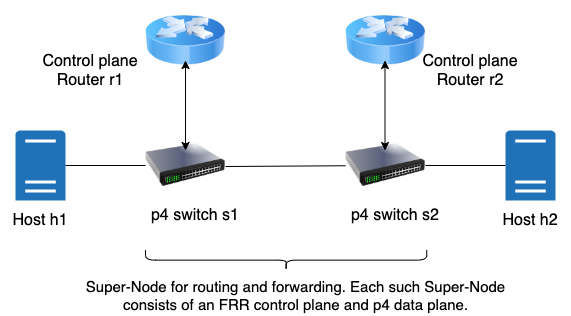 Control plane
Router r1
Control plane
Router r2
Host h1
p4 switch s1
p4 switch s2
Host h2
Super-Node for routing and forwarding. Each such Super-Node
consists of an FRR control plane and p4 data plane.